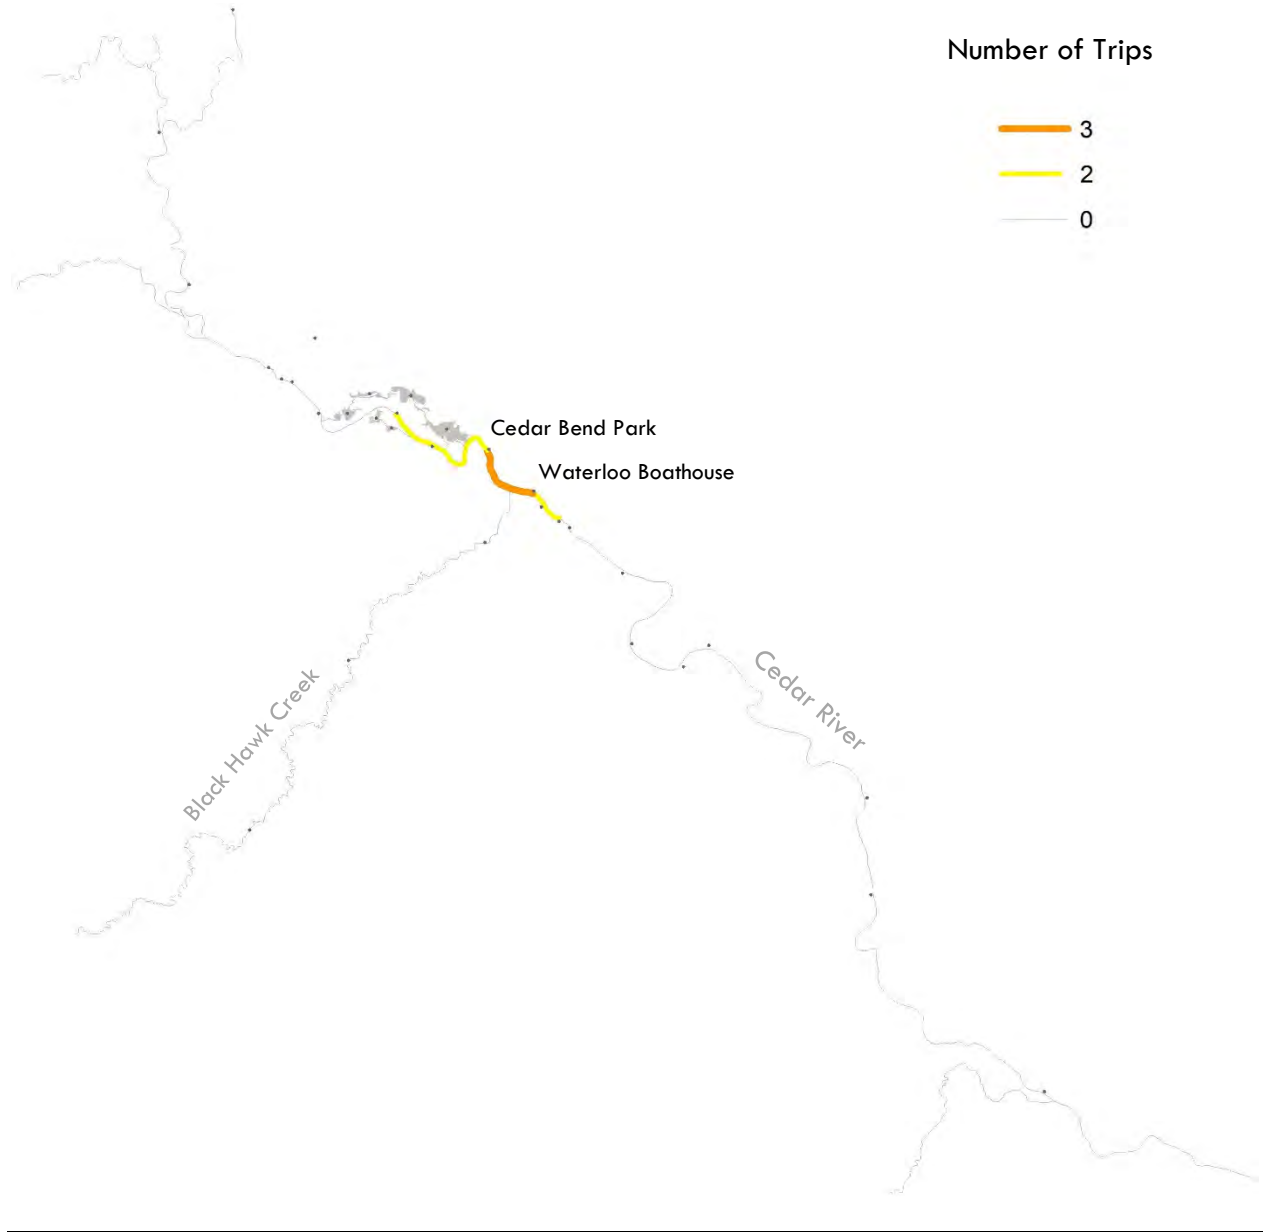 Number of Trips
3
2
0
Cedar Bend Park
Waterloo Boathouse
Cedar River
Black Hawk Creek